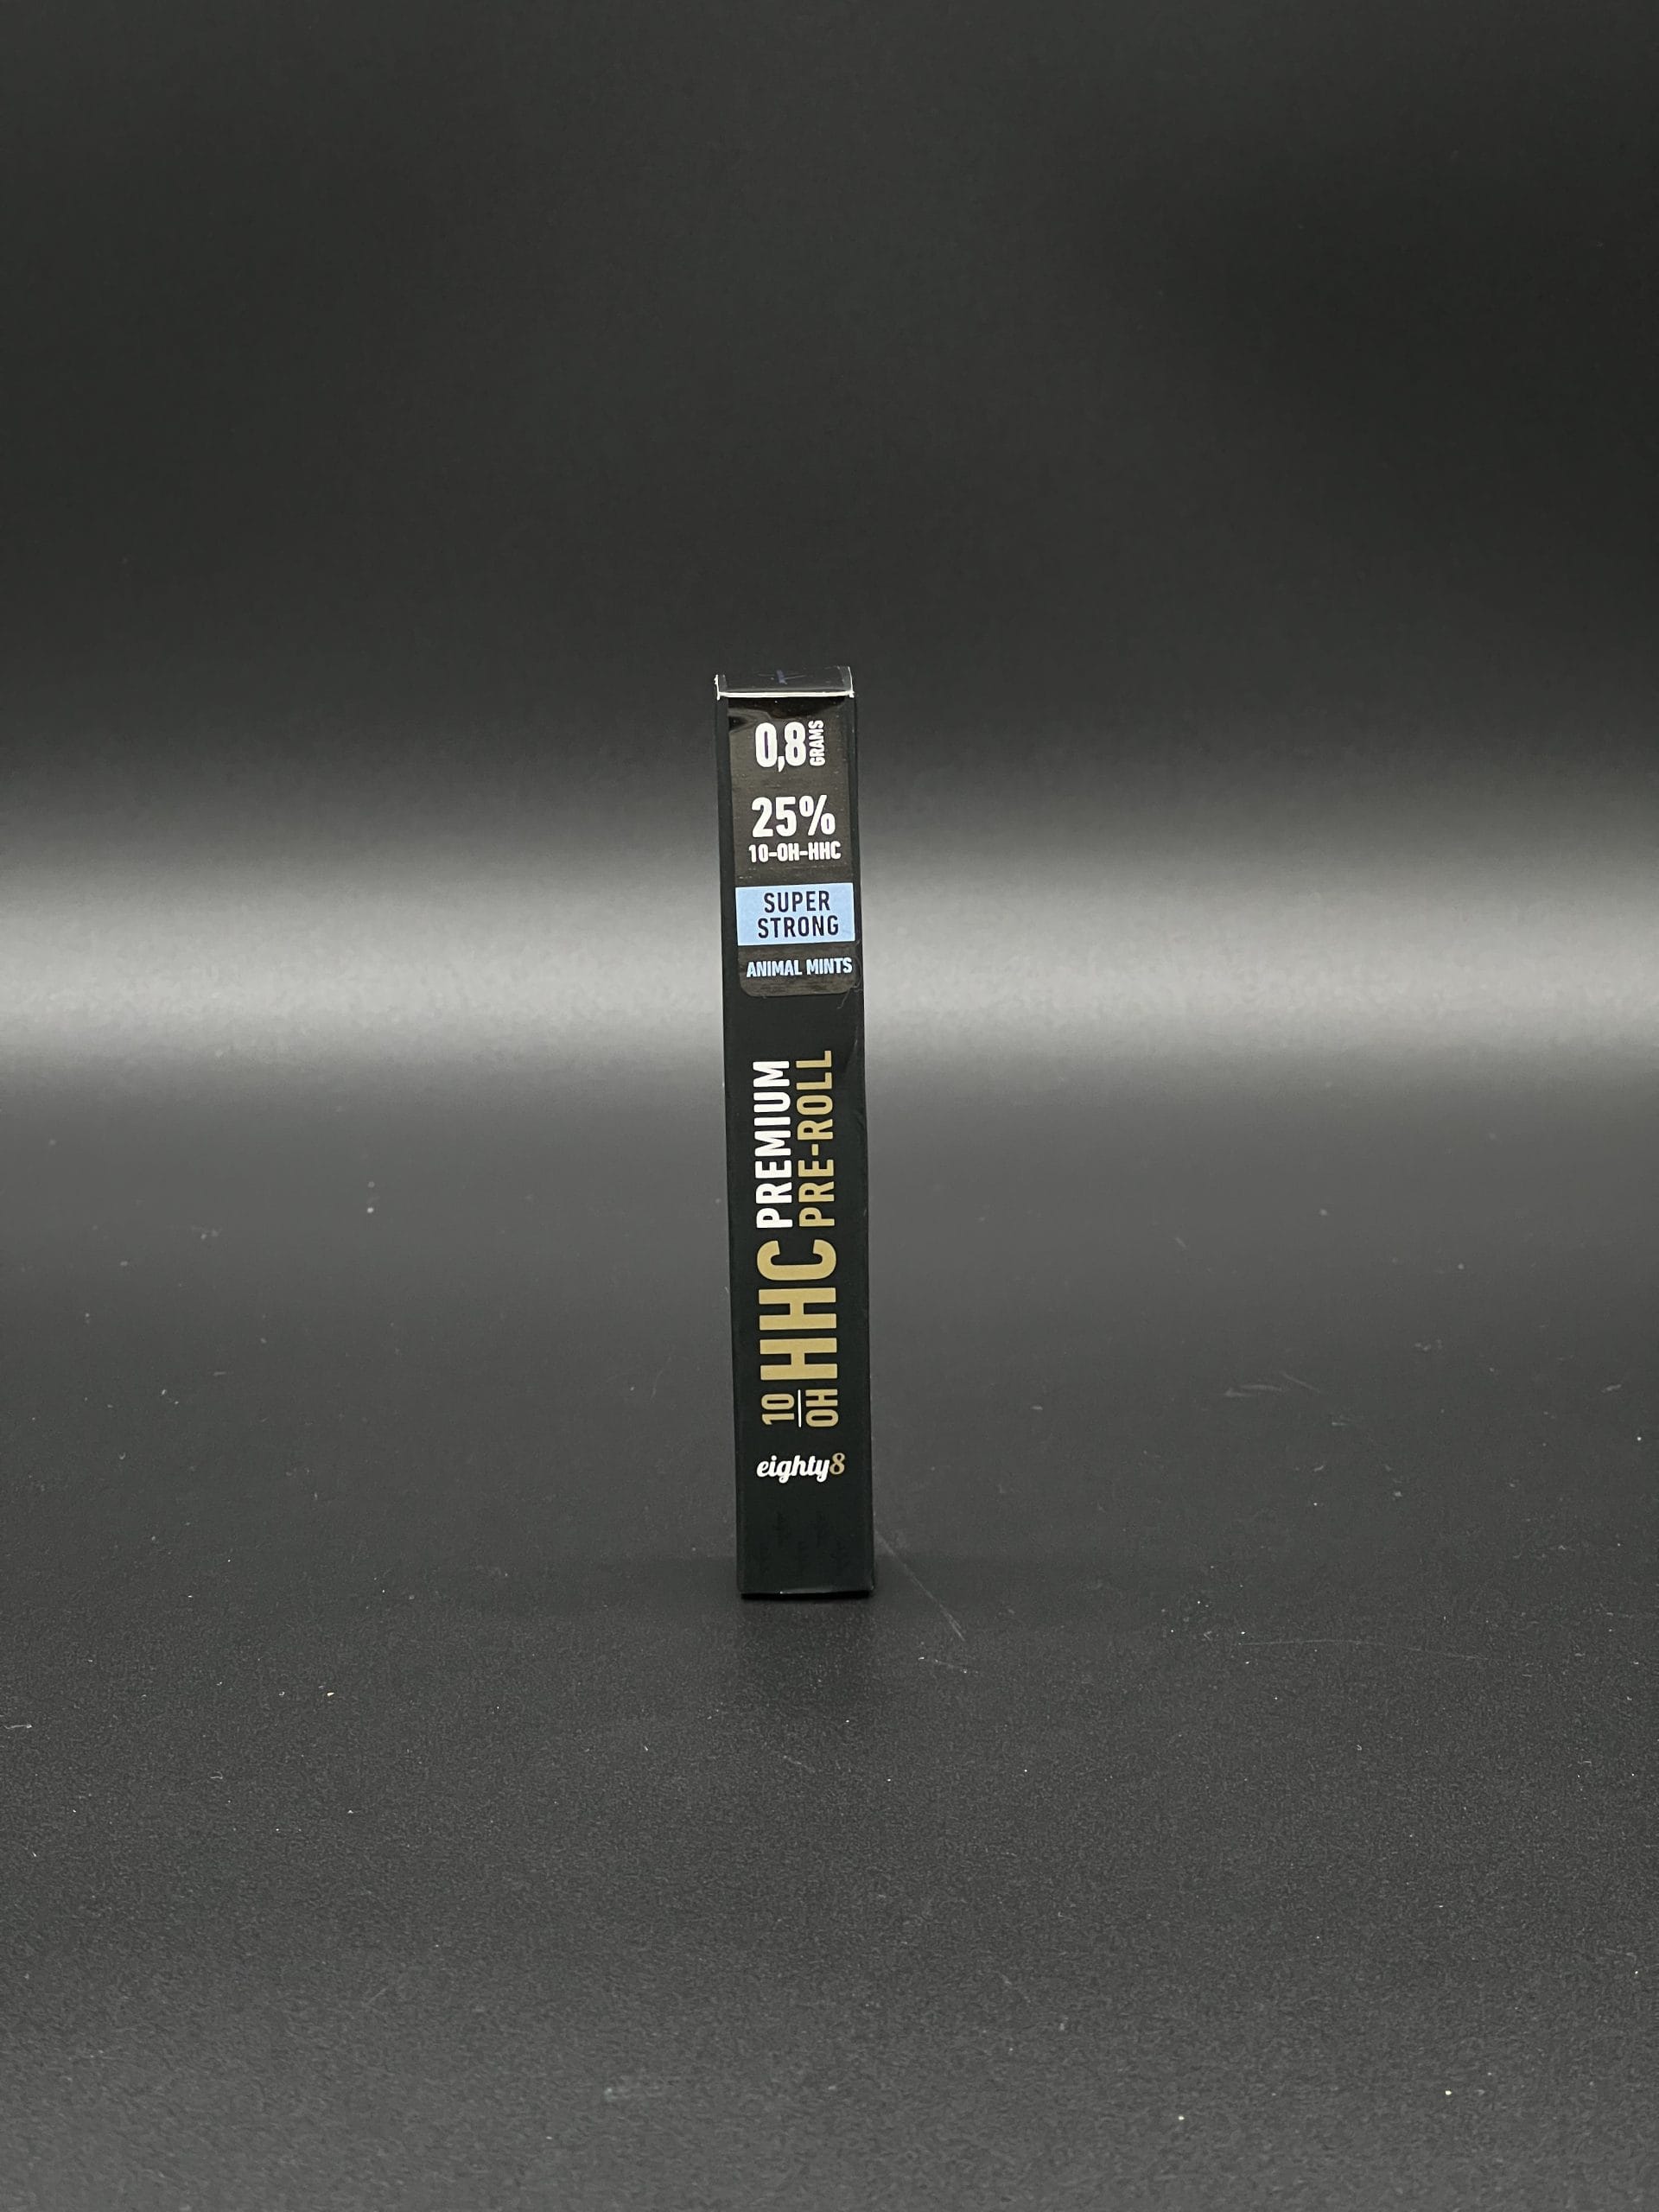 0,8 GRAMS
25%
10-OH-HHC
SUPER
STRONG
ANIMAL MINTS
10
OH
HHC
PREMIUM
PRE-ROLL
eighty8